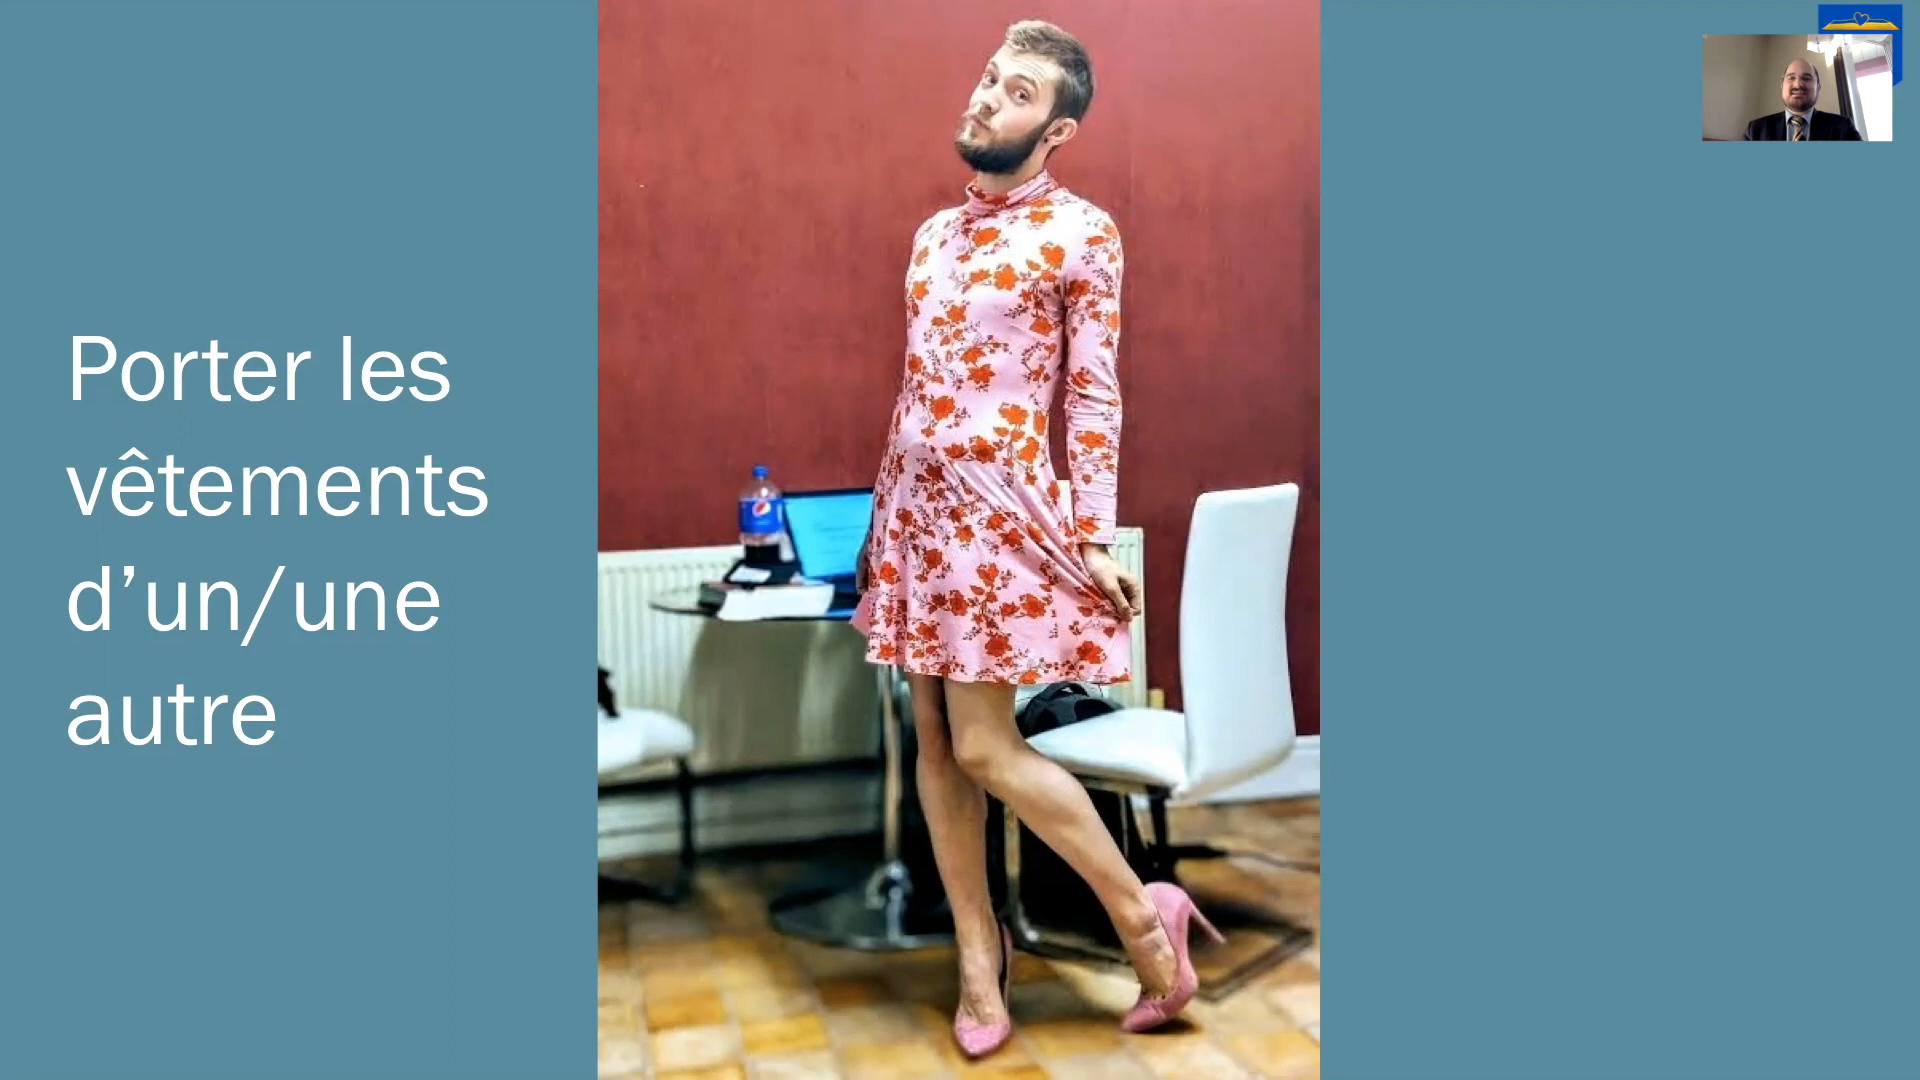 Porter les
vêtements
d’un/une
autre